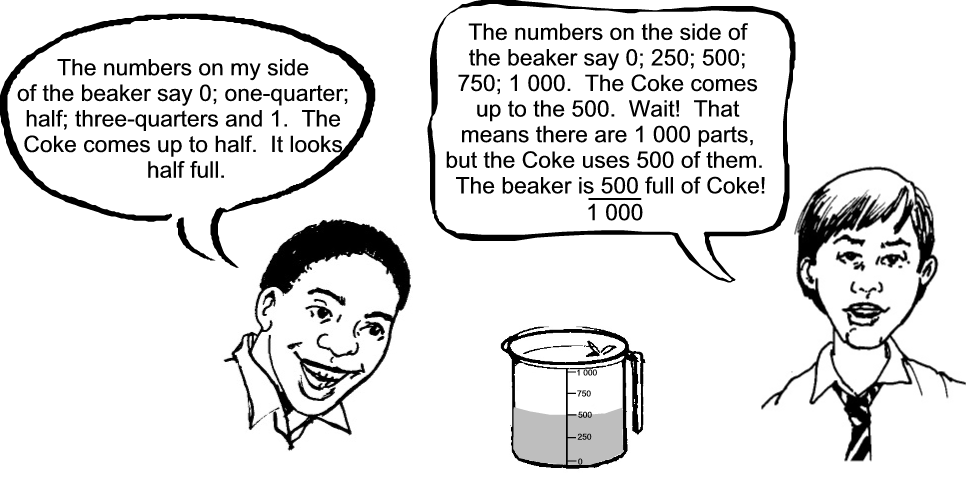 The numbers on my side
of the beaker say 0; one-quarter;
half; three-quarters and 1. The
Coke comes up to half. It looks
half full.
The numbers on the side of
the beaker say 0; 250; 500;
750; 1 000. The Coke comes
up to the 500. Wait! That
means there are 1 000 parts,
but the Coke uses 500 of them.
The beaker is 500 full of Coke!
1 000
1 000
750
500
250
0